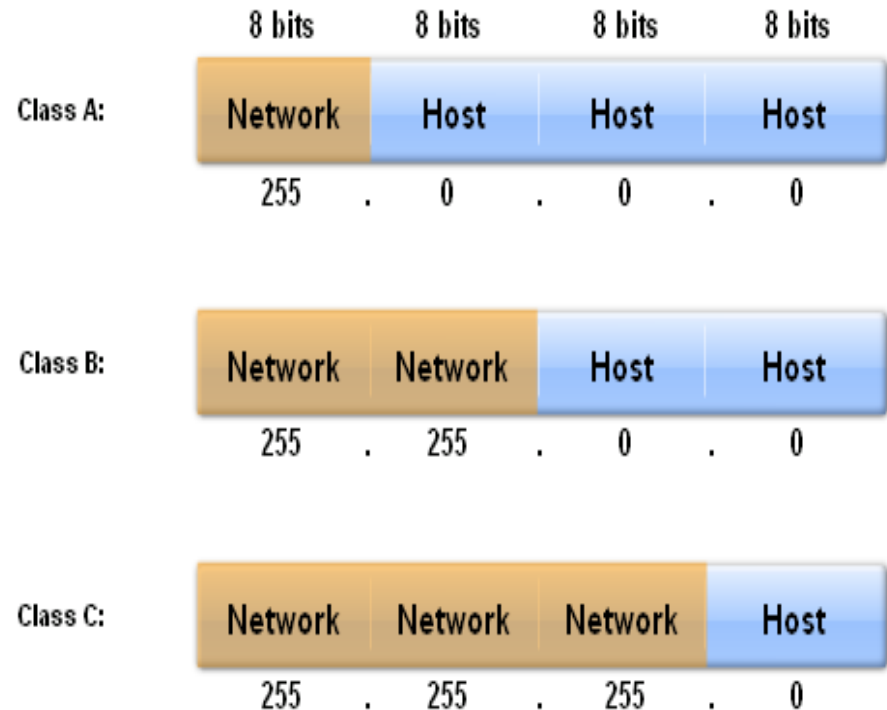 8 bits 8 bits 8 bits 8 bits
Class A: Network Host Host Host
255 . 0 . 0 . 0
Class B: Network Network Host Host
255 . 255 . 0 . 0
Class C: Network Network Network Host
255 . 255 . 255 . 0